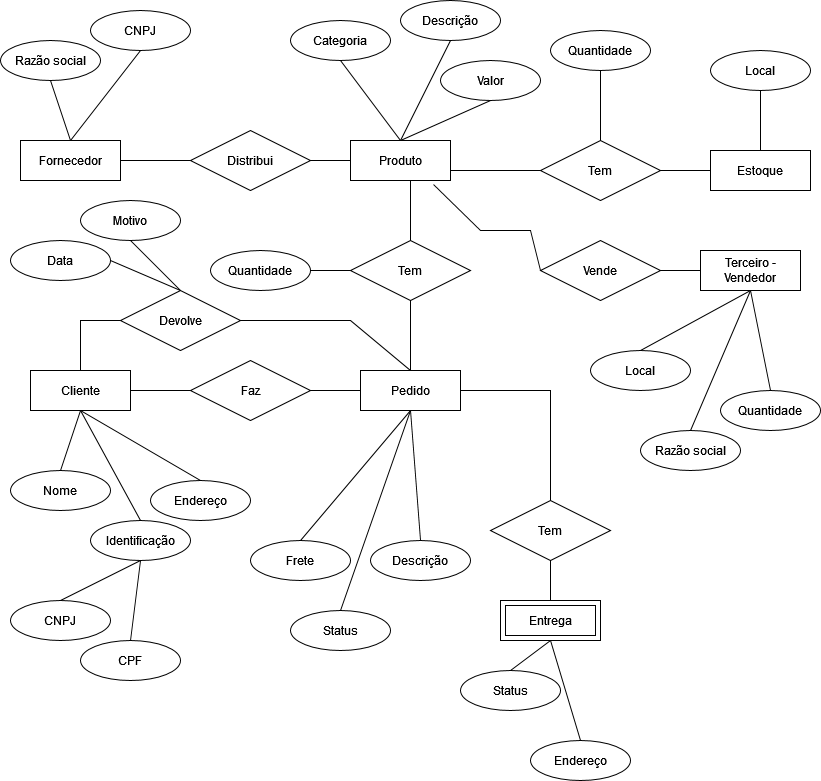 Descrição
CNPJ
Categoria
Quantidade
Razão social
Local
Valor
Fornecedor
Distribui
Produto
Tem
Estoque
Motivo
Data
Quantidade
Tem
Vende
Terceiro -
Vendedor
Devolve
Local
Cliente
Faz
Pedido
Quantidade
Razão social
Nome
Endereço
Identificação
Tem
Frete
Descrição
CNPJ
Status
Entrega
CPF
Status
Endereço